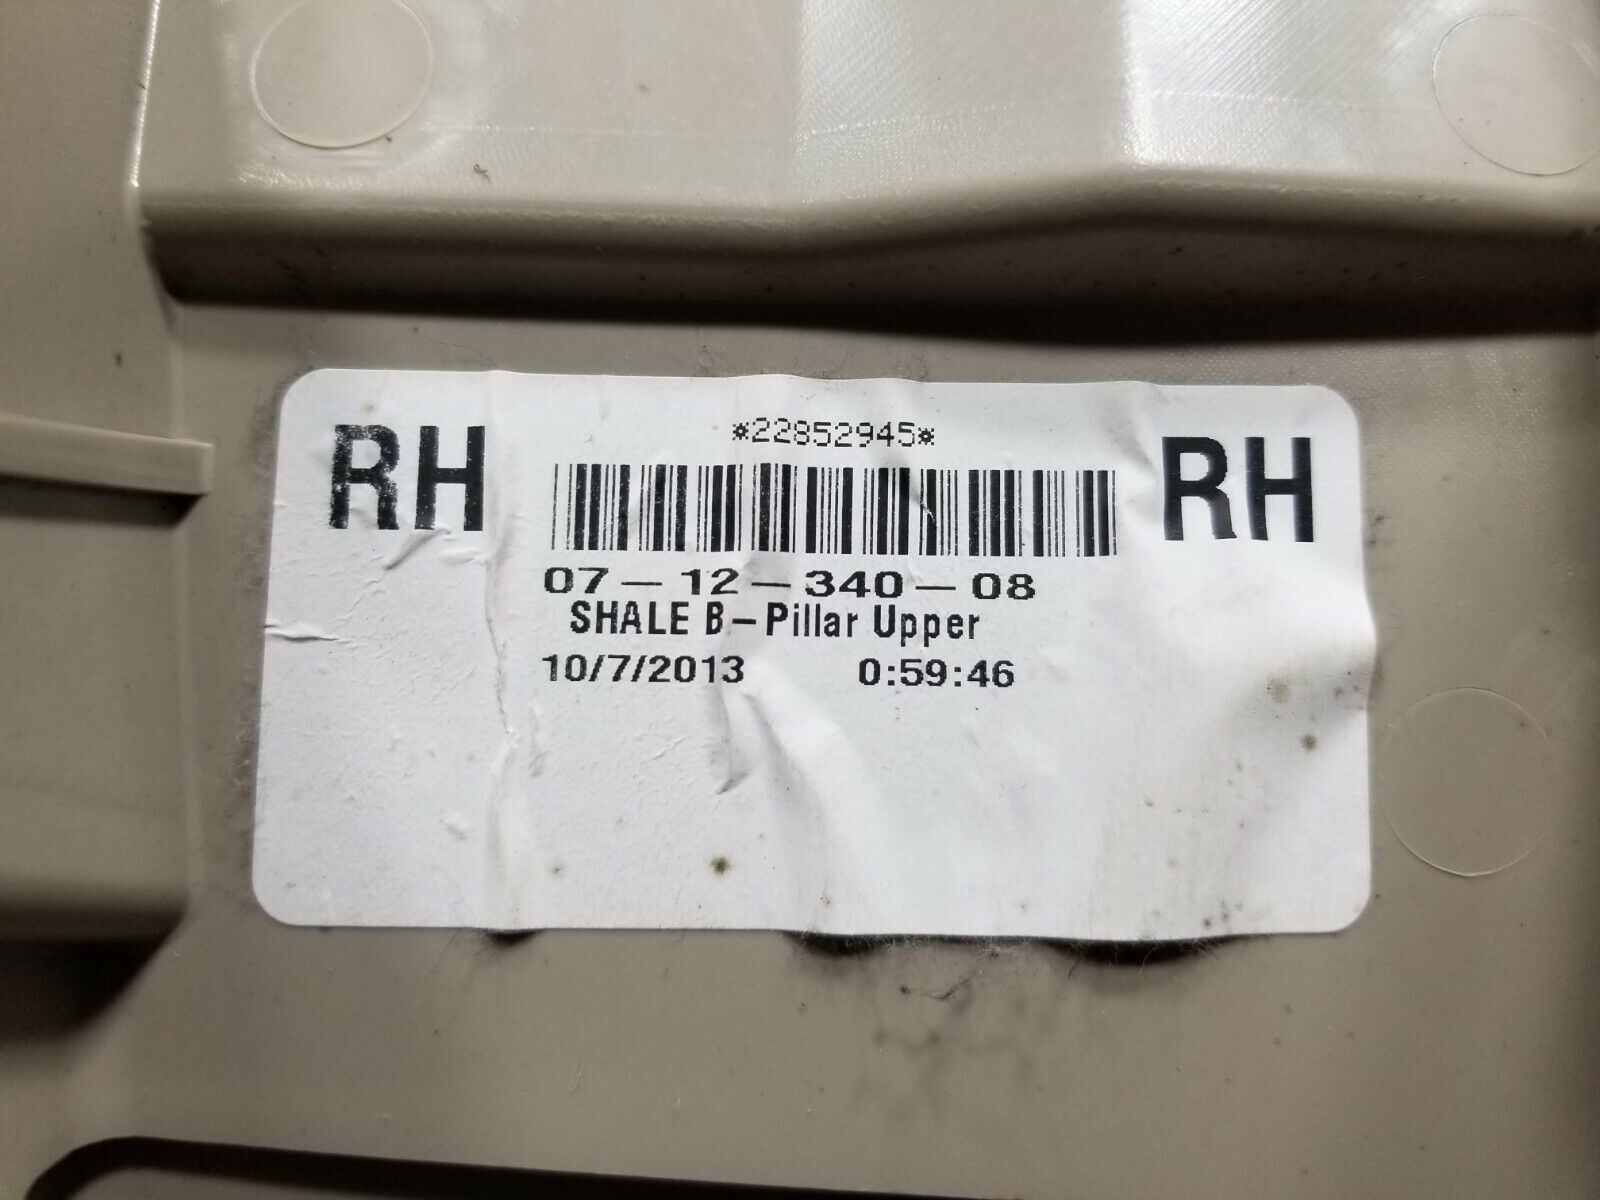 RH *22852945* RH
07-12-340-08
SHALE B-Pillar Upper
10/7/2013 0:59:46